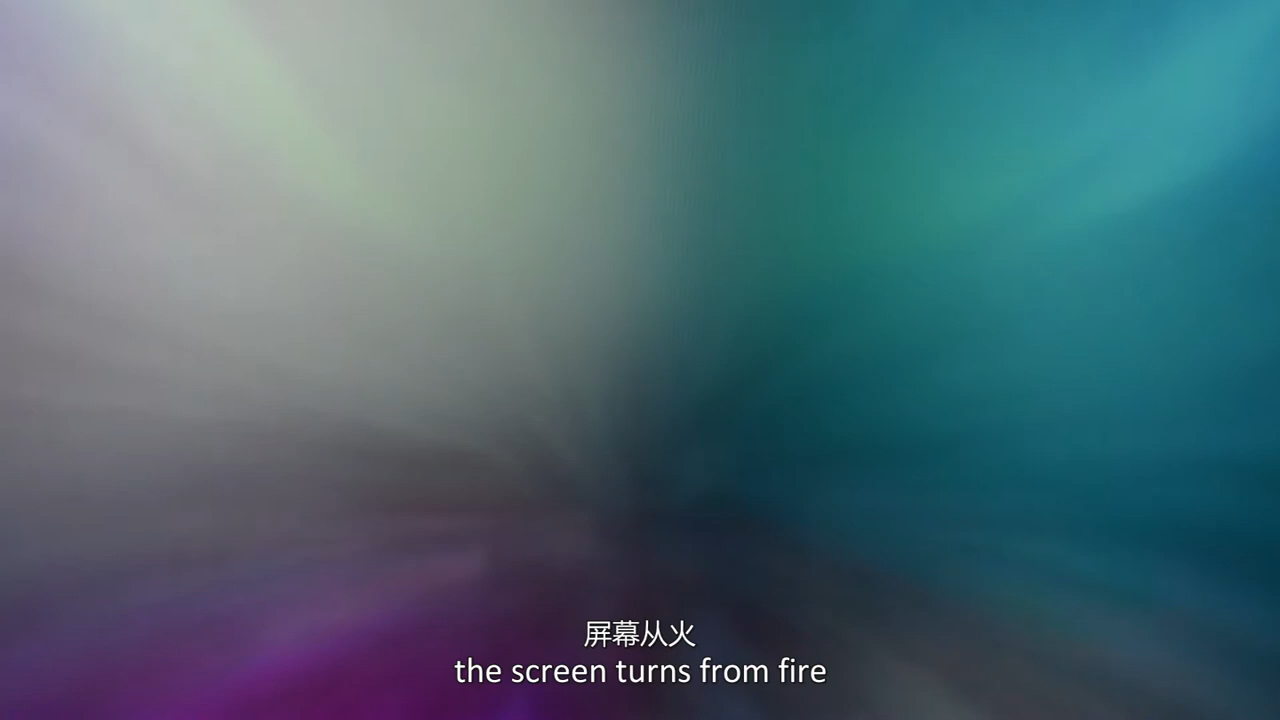 屏幕从火
the screen turns from fire